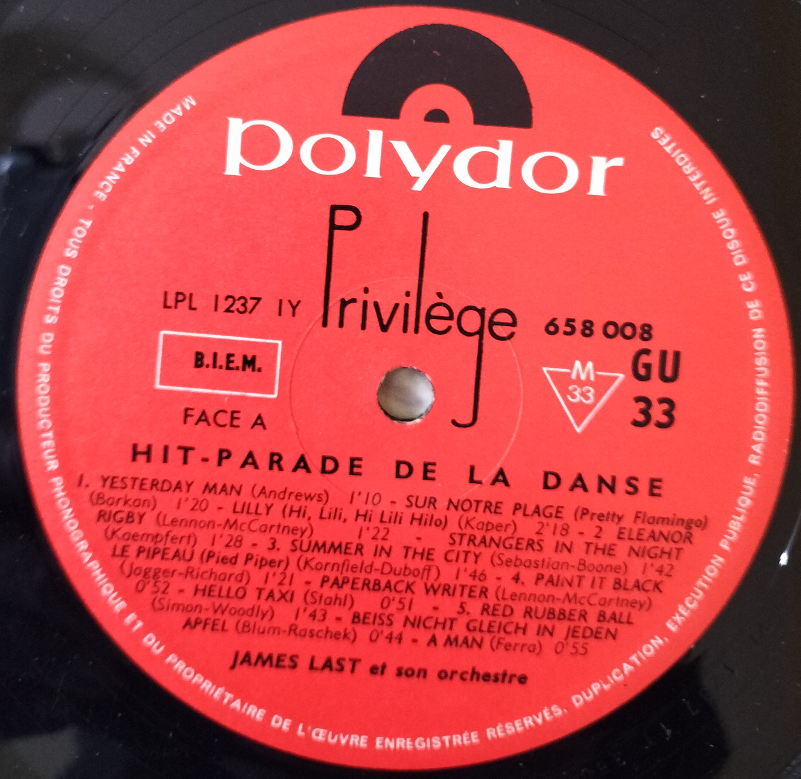 polydor
Privilège
LPL 1237 1Y
658 008
B.I.E.M.
M
33
GU
33
FACE A
HIT-PARADE DE LA DANSE
1. YESTERDAY MAN (Andrews) 1'10 - SUR NOTRE PLAGE (Pretty Flamingo)
(Barkan) 1'20 - LILLY (Hi, Lili, Hi Lili Hilo) (Kaper) 2'18 - 2 ELEANOR
RIGBY (Lennon-McCartney) 1'22 - STRANGERS IN THE NIGHT
(Kaempfert) 1'28 - 3. SUMMER IN THE CITY (Sebastian-Boone) 1'42
LE PIPEAU (Pied Piper) (Kornfield-Duboff) 1'46 - 4. PAINT IT BLACK
(Jagger-Richard) 1'21 - PAPERBACK WRITER (Lennon-McCartney)
0'52 - HELLO TAXI (Stahl) 0'51 - 5. RED RUBBER BALL
(Simon-Woodly) 1'43 - BEISS NICHT GLEICH IN JEDEN
APFEL (Blum-Raschek) 0'44 - A MAN (Ferra) 0'55
JAMES LAST et son orchestre
MADE IN FRANCE - TOUS DROITS DU PRODUCTEUR PHONOGRAPHIQUE ET DU PROPRIÉTAIRE DE L'ŒUVRE ENREGISTRÉE RÉSERVÉS. DUPLICATION, EXÉCUTION PUBLIQUE, RADIODIFFUSION DE CE DISQUE INTERDITES